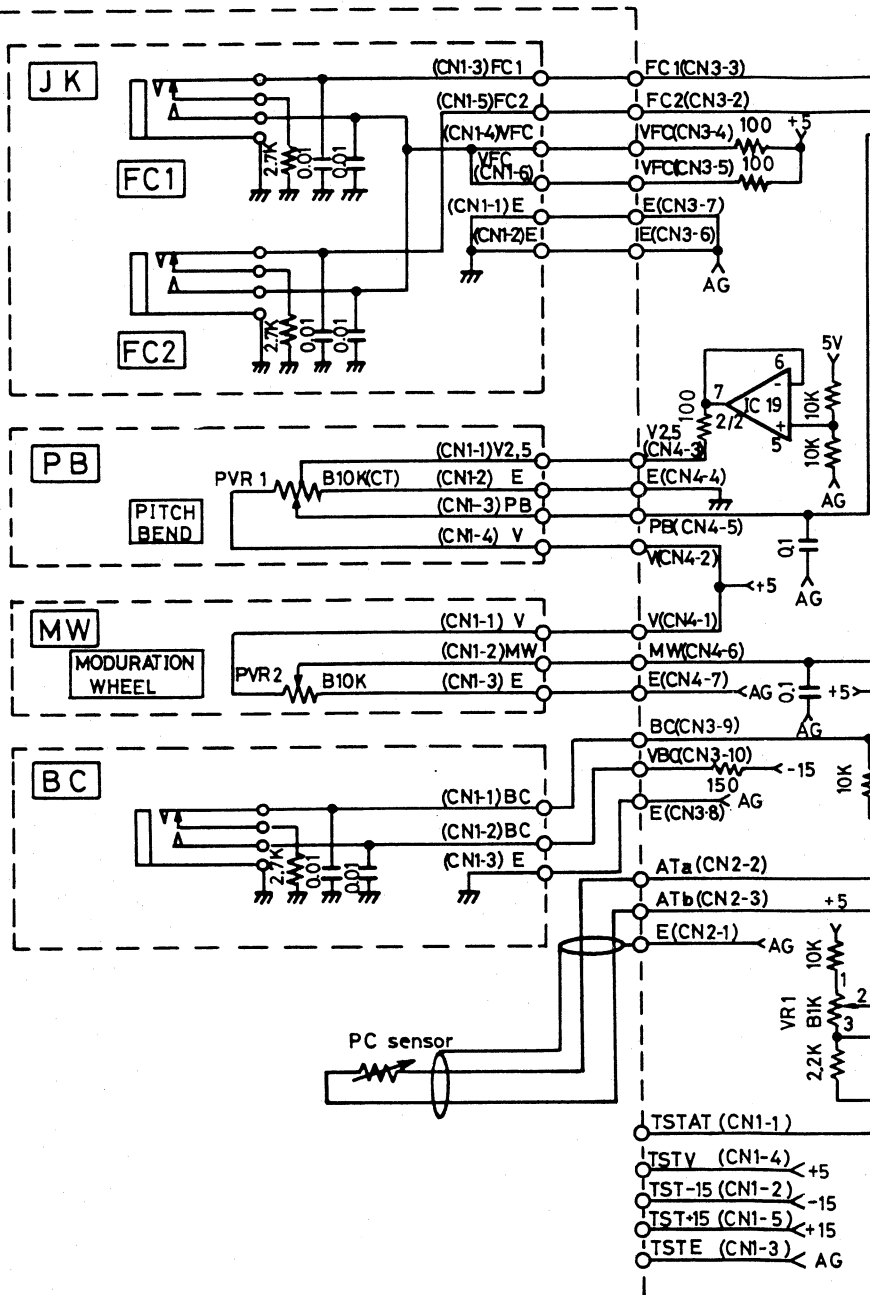 JK
FC1
2.7K
0.01
0.01
FC2
2.7K
0.01
0.01
(CN1-3)FC1
(CN1-5)FC2
(CN1-4)VFC
VFC
(CN1-6)
(CN1-1)E
(CN1-2)E
FC1(CN3-3)
FC2(CN3-2)
VFC(CN3-4) 100 +5
VFC(CN3-5) 100
E(CN3-7)
E(CN3-6)
AG
5V
6
7
IC 19
2/2
5
100
10K
10K
AG
PB
PITCH
BEND
PVR 1
B10K(CT)
(CN1-1)V2,5
(CN1-2) E
(CN1-3) PB
(CN1-4) V
V2.5
(CN4-3)
E(CN4-4)
PB(CN4-5)
V(CN4-2)
+5
0.1
AG
MW
MODURATION
WHEEL
PVR2
B10K
(CN1-1) V
(CN1-2)MW
(CN1-3) E
V(CN4-1)
MW(CN4-6)
E(CN4-7)
AG
0.1
+5
AG
BC
2.7K
0.01
0.01
(CN1-1)BC
(CN1-2)BC
(CN1-3) E
BC(CN3-9)
VBC(CN3-10)
150
-15
E(CN3-8)
AG
10K
ATa(CN2-2)
ATb(CN2-3)
E(CN2-1)
AG
+5
10K
1
2
3
VR1
B1K
2.2K
PC sensor
TSTAT (CN1-1)
TSTV (CN1-4) +5
TST-15 (CN1-2) -15
TST+15 (CN1-5) +15
TSTE (CN1-3) AG